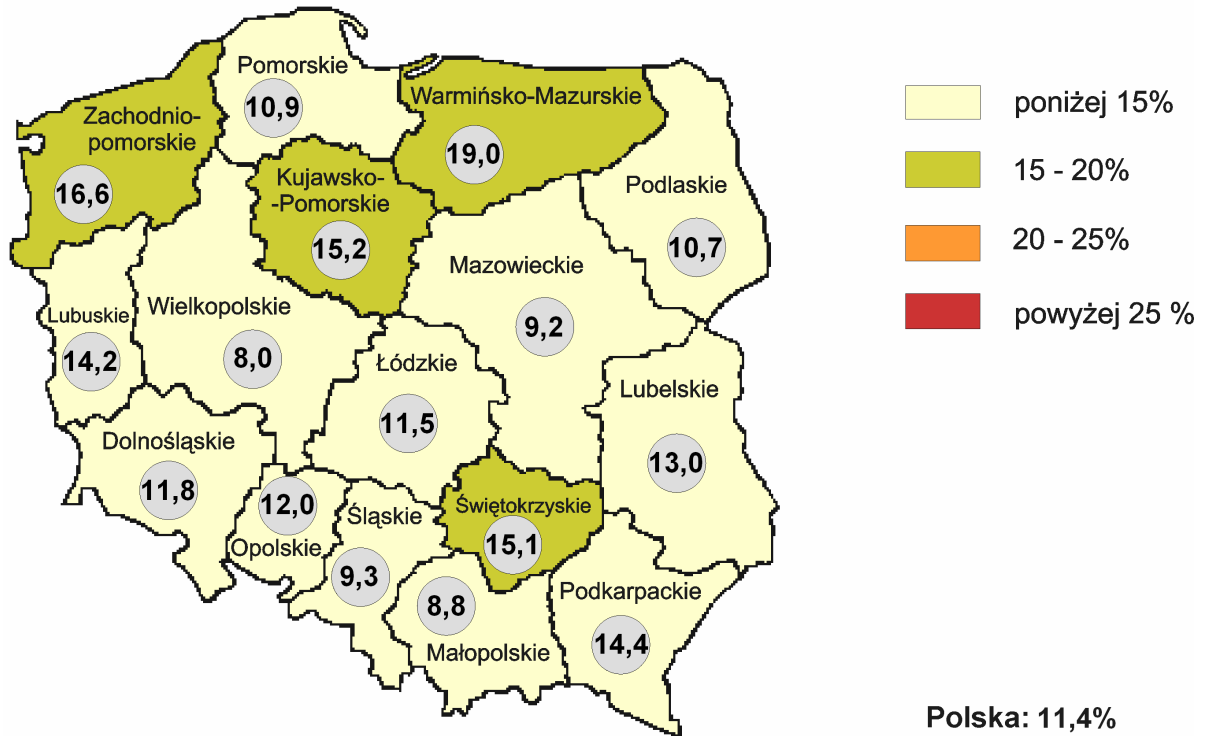 Pomorskie
10,9
Warmińsko-Mazurskie
19,0
Zachodnio-
pomorskie
16,6
Kujawsko-
-Pomorskie
15,2
Podlaskie
10,7
Mazowieckie
9,2
Lubuskie
14,2
Wielkopolskie
8,0
Łódzkie
11,5
Lubelskie
13,0
Dolnośląskie
11,8
12,0
Opolskie
Śląskie
9,3
Świętokrzyskie
15,1
8,8
Małopolskie
Podkarpackie
14,4
poniżej 15%
15 - 20%
20 - 25%
powyżej 25 %
Polska: 11,4%